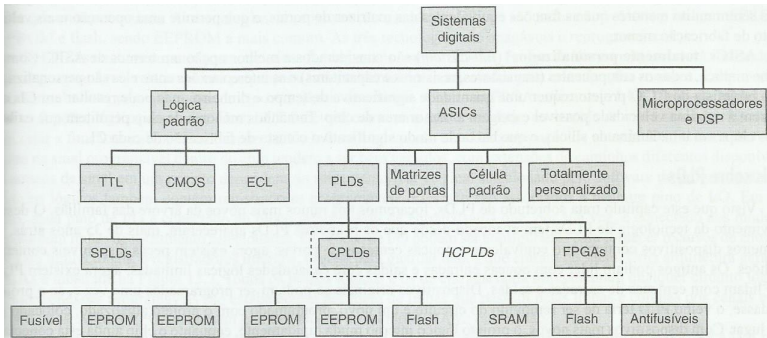 Sistemas
digitais
Lógica
padrão
ASICs
Microprocessadores
e DSP
TTL
CMOS
ECL
PLDs
Matrizes
de portas
Célula
padrão
Totalmente
personalizado
SPLDs
CPLDs
HCPLDs
FPGAs
Fusível
EPROM
EEPROM
EPROM
EEPROM
Flash
SRAM
Flash
Antifusíveis